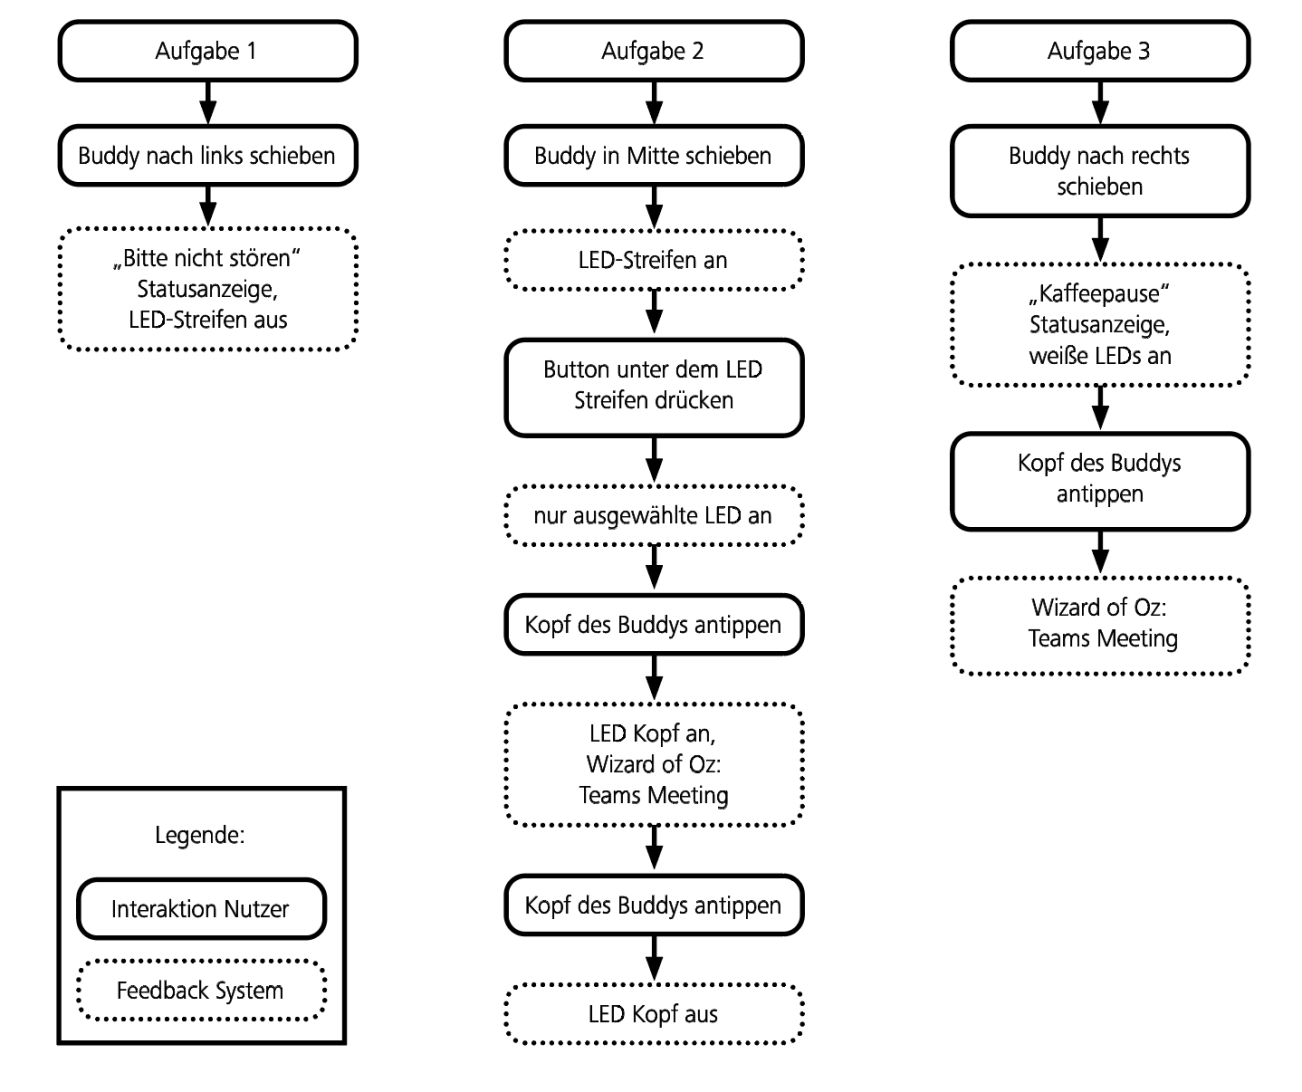 Aufgabe 1
Buddy nach links schieben
„Bitte nicht stören“
Statusanzeige,
LED-Streifen aus
Aufgabe 2
Buddy in Mitte schieben
LED-Streifen an
Button unter dem LED
Streifen drücken
nur ausgewählte LED an
Kopf des Buddys antippen
LED Kopf an,
Wizard of Oz:
Teams Meeting
Kopf des Buddys antippen
LED Kopf aus
Aufgabe 3
Buddy nach rechts
schieben
„Kaffeepause“
Statusanzeige,
weiße LEDs an
Kopf des Buddys
antippen
Wizard of Oz:
Teams Meeting
Legende:
Interaktion Nutzer
Feedback System